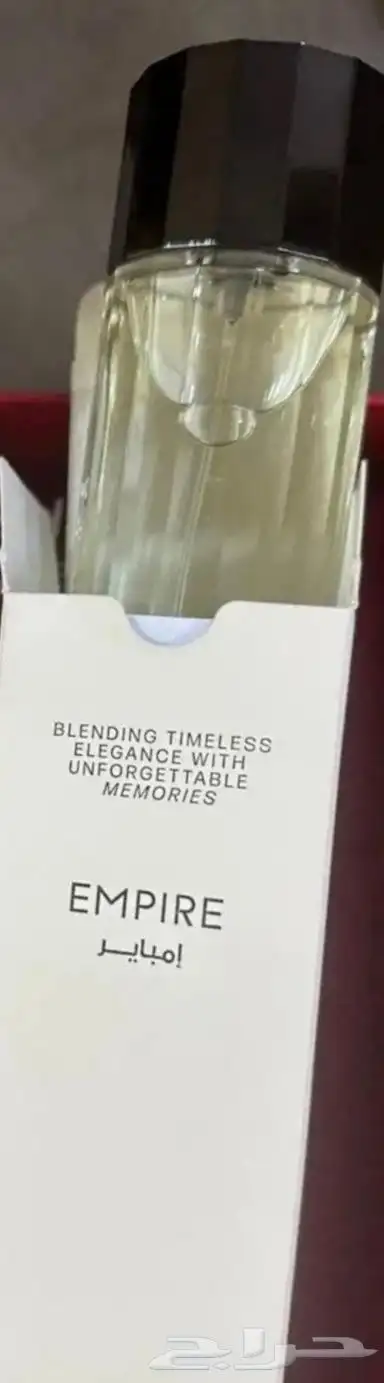 BLENDING TIMELESS
ELEGANCE WITH
UNFORGETTABLE
MEMORIES
EMPIRE
إمباير
حراج